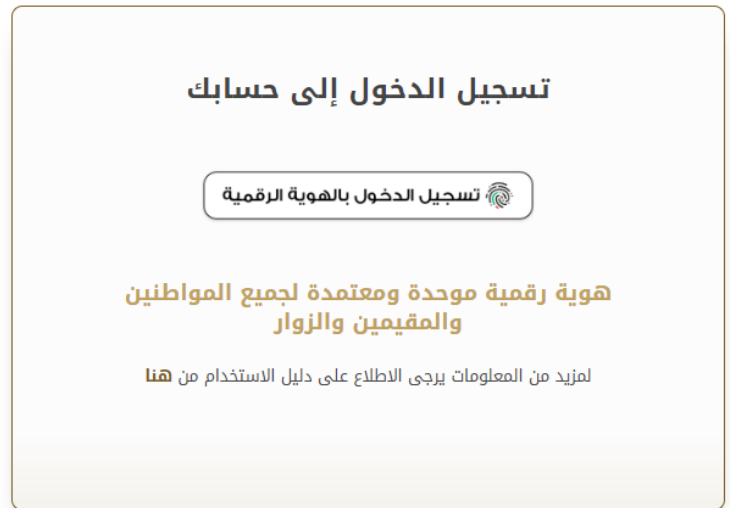 تسجيل الدخول إلى حسابك
تسجيل الدخول بالهوية الرقمية
هوية رقمية موحدة ومعتمدة لجميع المواطنين
والمقيمين والزوار
لمزيد من المعلومات يرجى الاطلاع على دليل الاستخدام من هنا